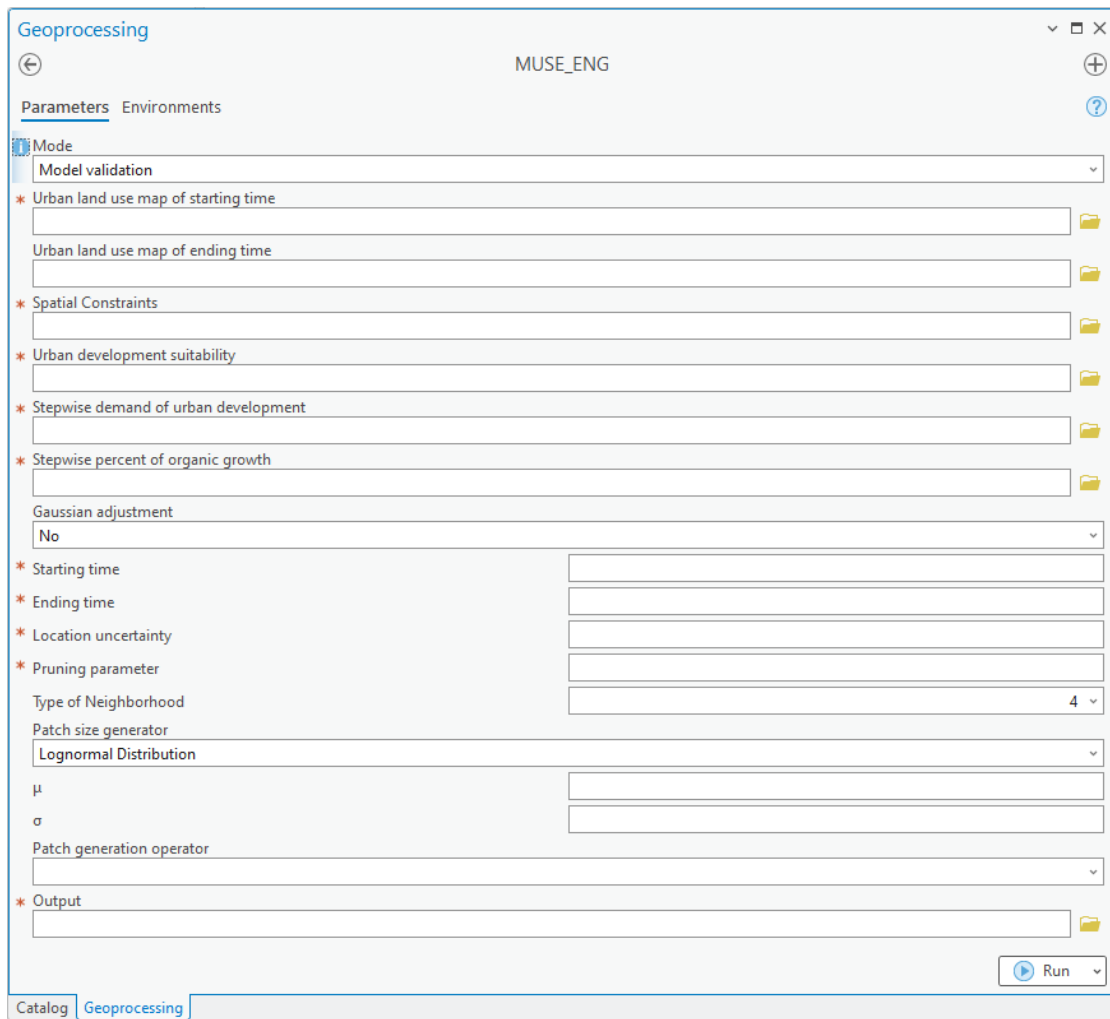 Geoprocessing
MUSE_ENG
Parameters Environments
Mode
Model validation
* Urban land use map of starting time
Urban land use map of ending time
* Spatial Constraints
* Urban development suitability
* Stepwise demand of urban development
* Stepwise percent of organic growth
Gaussian adjustment
No
* Starting time
* Ending time
* Location uncertainty
* Pruning parameter
Type of Neighborhood 4
Patch size generator
Lognormal Distribution
μ
σ
Patch generation operator
* Output
Run
Catalog Geoprocessing